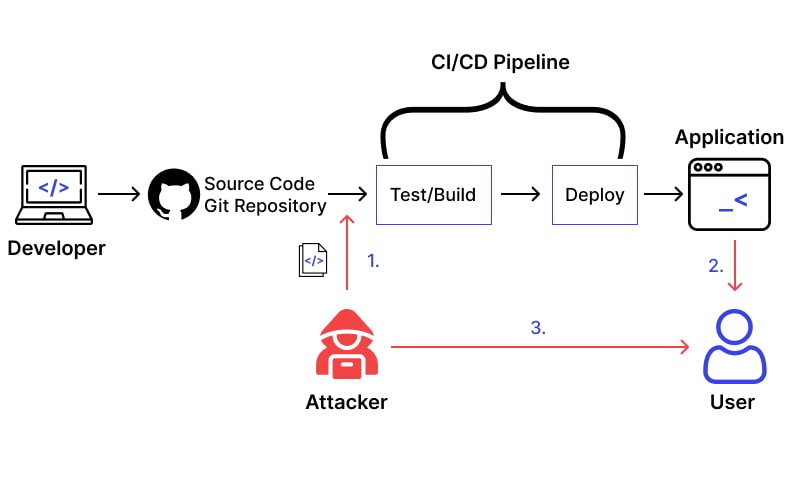 CI/CD Pipeline
Application
</>
Source Code
Git Repository
Test/Build
Deploy
_<
Developer
</>
1.
2.
3.
Attacker
User